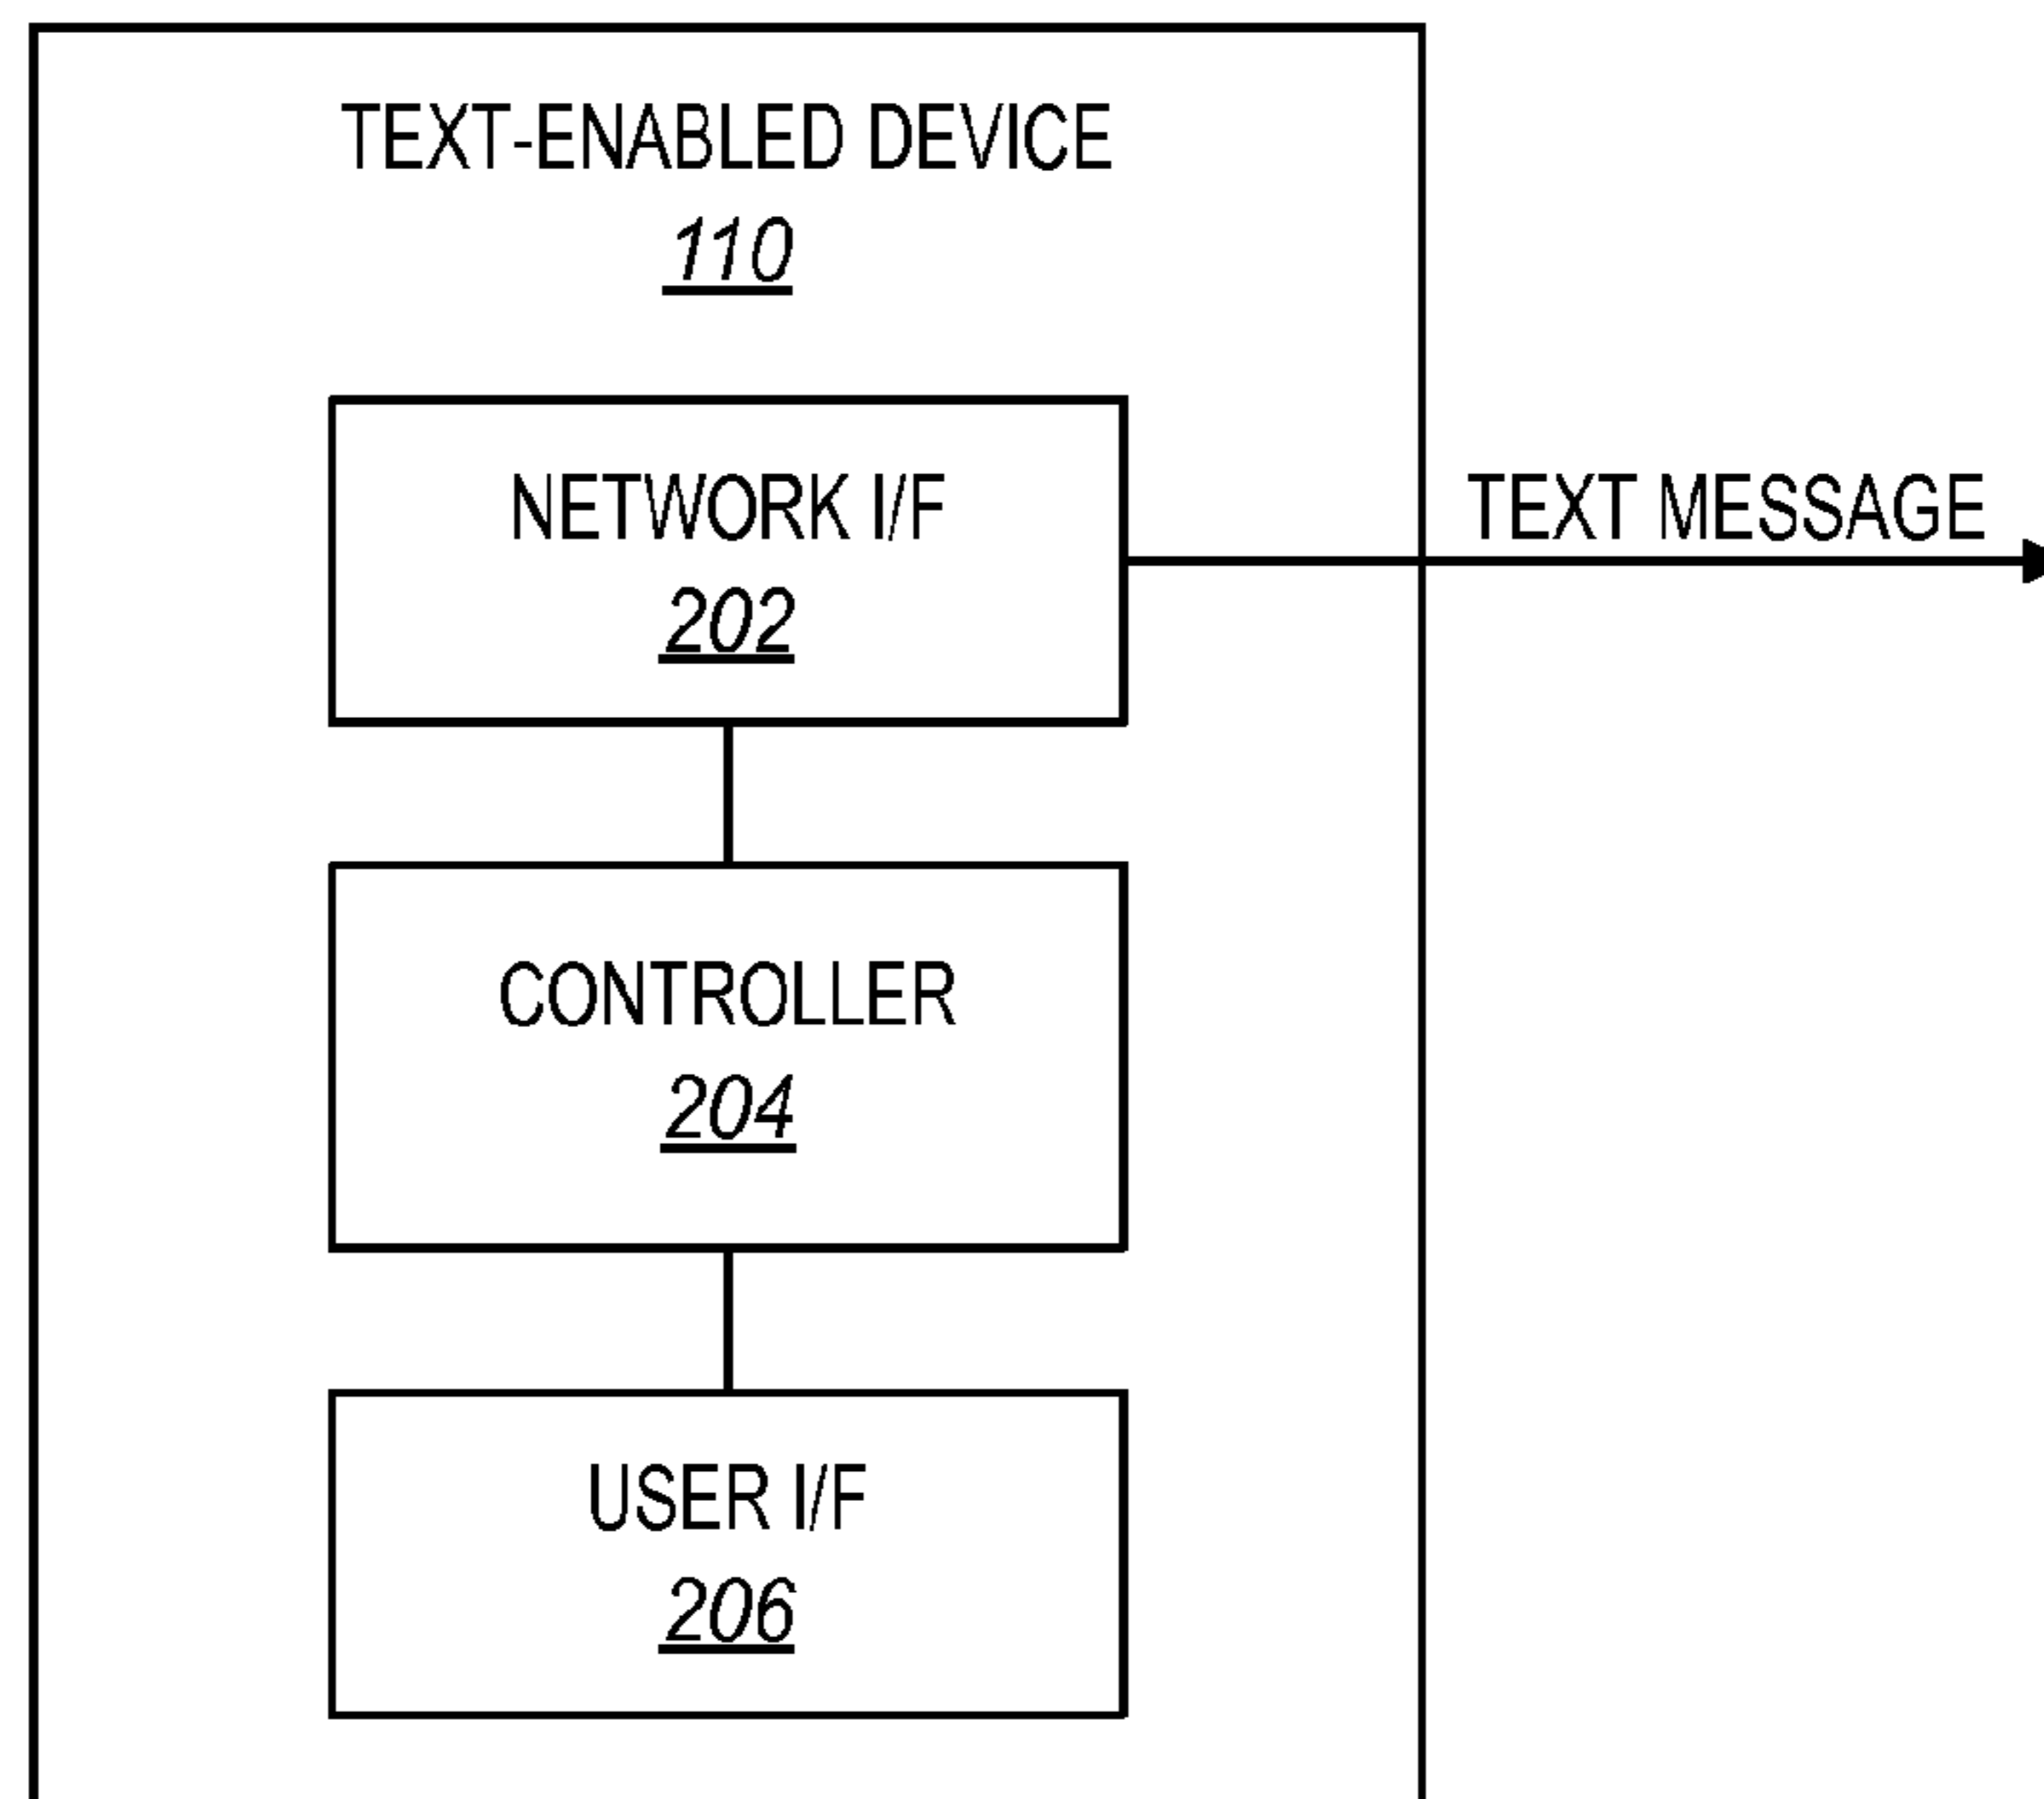 TEXT-ENABLED DEVICE
110
NETWORK I/F
202
TEXT MESSAGE
CONTROLLER
204
USER I/F
206